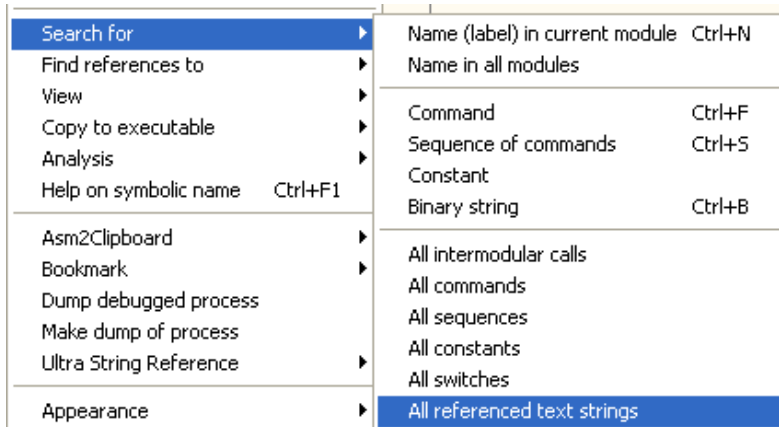 Search for
Find references to
View
Copy to executable
Analysis
Help on symbolic name Ctrl+F1
Asm2Clipboard
Bookmark
Dump debugged process
Make dump of process
Ultra String Reference
Appearance
Name (label) in current module Ctrl+N
Name in all modules
Command Ctrl+F
Sequence of commands Ctrl+S
Constant
Binary string Ctrl+B
All intermodular calls
All commands
All sequences
All constants
All switches
All referenced text strings